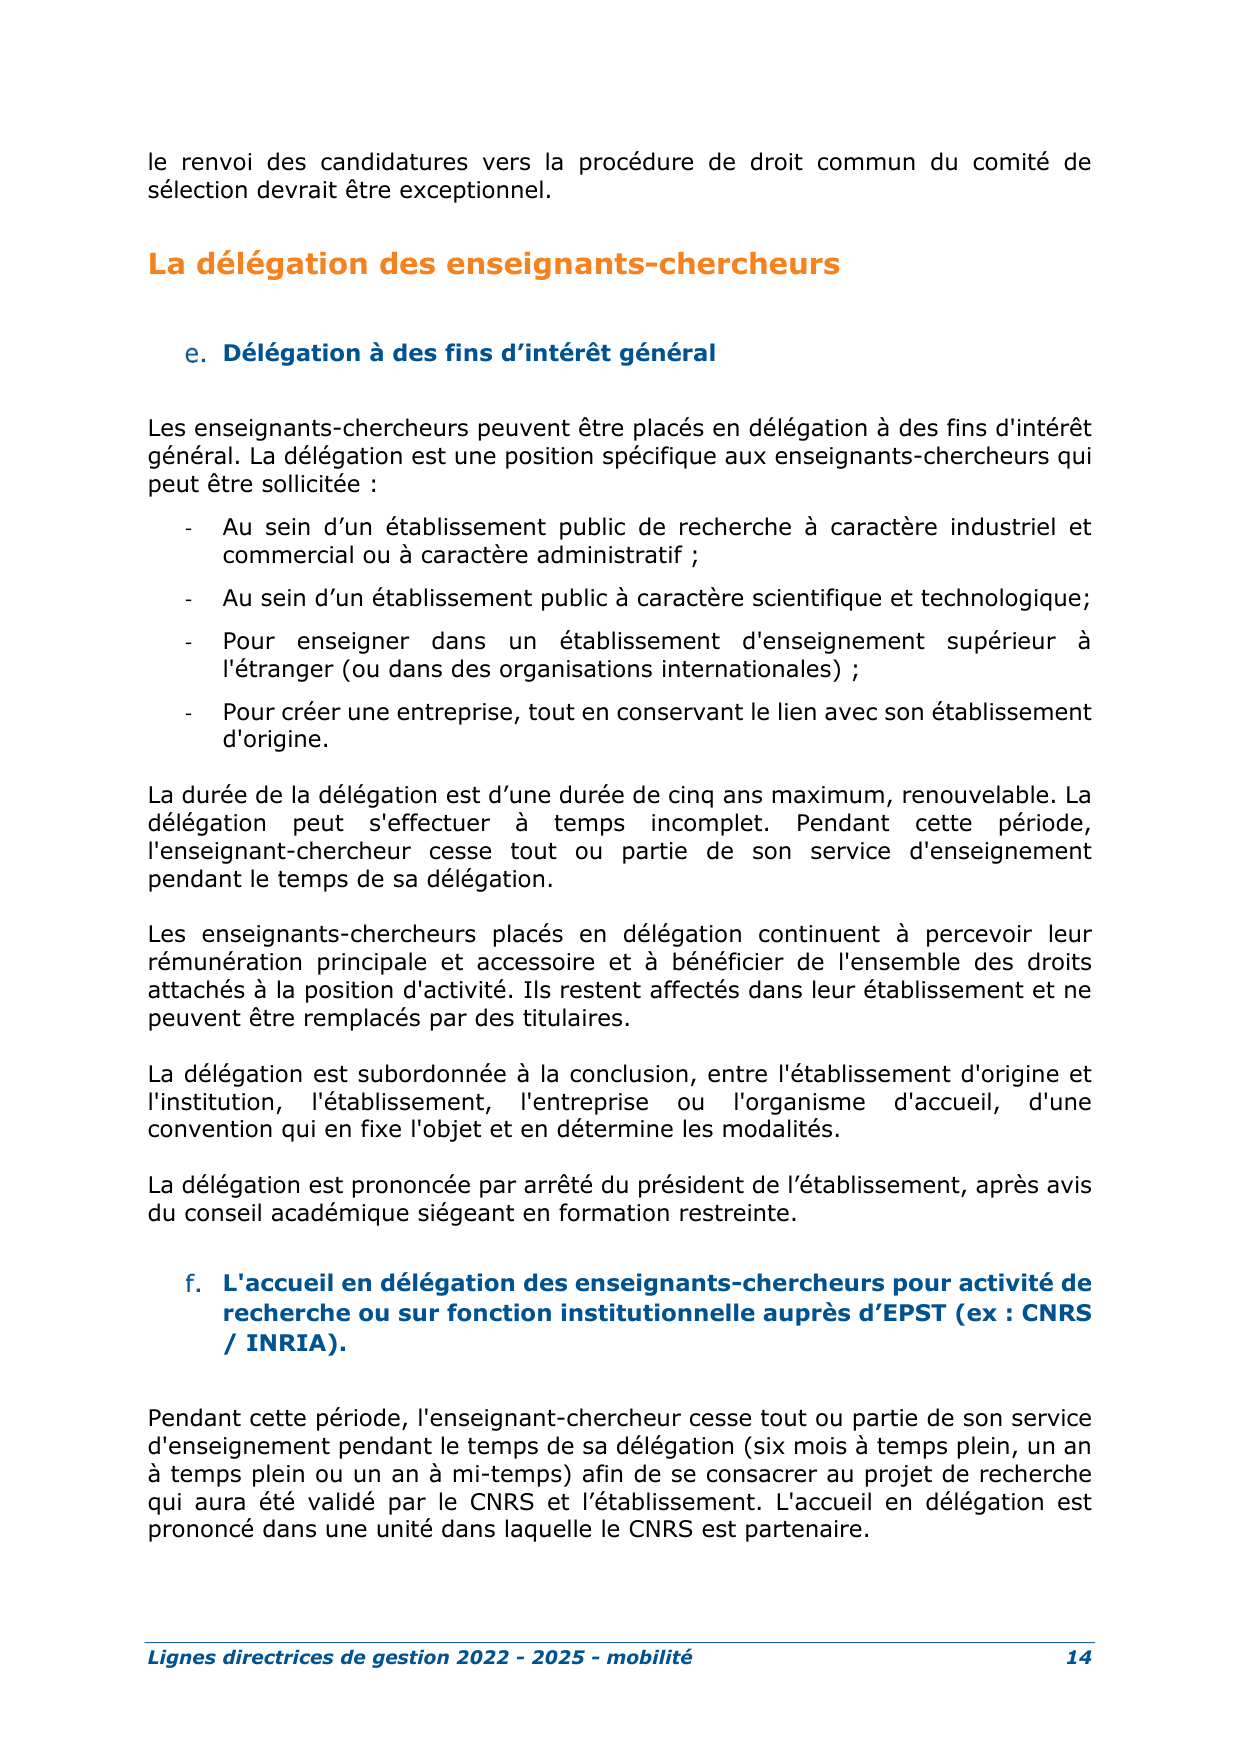 le renvoi des candidatures vers la procédure de droit commun du comité de
sélection devrait être exceptionnel.
La délégation des enseignants-chercheurs
e. Délégation à des fins d’intérêt général
Les enseignants-chercheurs peuvent être placés en délégation à des fins d'intérêt
général. La délégation est une position spécifique aux enseignants-chercheurs qui
peut être sollicitée :
- Au sein d’un établissement public de recherche à caractère industriel et
commercial ou à caractère administratif ;
- Au sein d’un établissement public à caractère scientifique et technologique;
- Pour enseigner dans un établissement d'enseignement supérieur à
l'étranger (ou dans des organisations internationales) ;
- Pour créer une entreprise, tout en conservant le lien avec son établissement
d'origine.
La durée de la délégation est d’une durée de cinq ans maximum, renouvelable. La
délégation peut s'effectuer à temps incomplet. Pendant cette période,
l'enseignant-chercheur cesse tout ou partie de son service d'enseignement
pendant le temps de sa délégation.
Les enseignants-chercheurs placés en délégation continuent à percevoir leur
rémunération principale et accessoire et à bénéficier de l'ensemble des droits
attachés à la position d'activité. Ils restent affectés dans leur établissement et ne
peuvent être remplacés par des titulaires.
La délégation est subordonnée à la conclusion, entre l'établissement d'origine et
l'institution, l'établissement, l'entreprise ou l'organisme d'accueil, d'une
convention qui en fixe l'objet et en détermine les modalités.
La délégation est prononcée par arrêté du président de l’établissement, après avis
du conseil académique siégeant en formation restreinte.
f. L'accueil en délégation des enseignants-chercheurs pour activité de
recherche ou sur fonction institutionnelle auprès d’EPST (ex : CNRS
/ INRIA).
Pendant cette période, l'enseignant-chercheur cesse tout ou partie de son service
d'enseignement pendant le temps de sa délégation (six mois à temps plein, un an
à temps plein ou un an à mi-temps) afin de se consacrer au projet de recherche
qui aura été validé par le CNRS et l’établissement. L'accueil en délégation est
prononcé dans une unité dans laquelle le CNRS est partenaire.
Lignes directrices de gestion 2022 - 2025 - mobilité 14